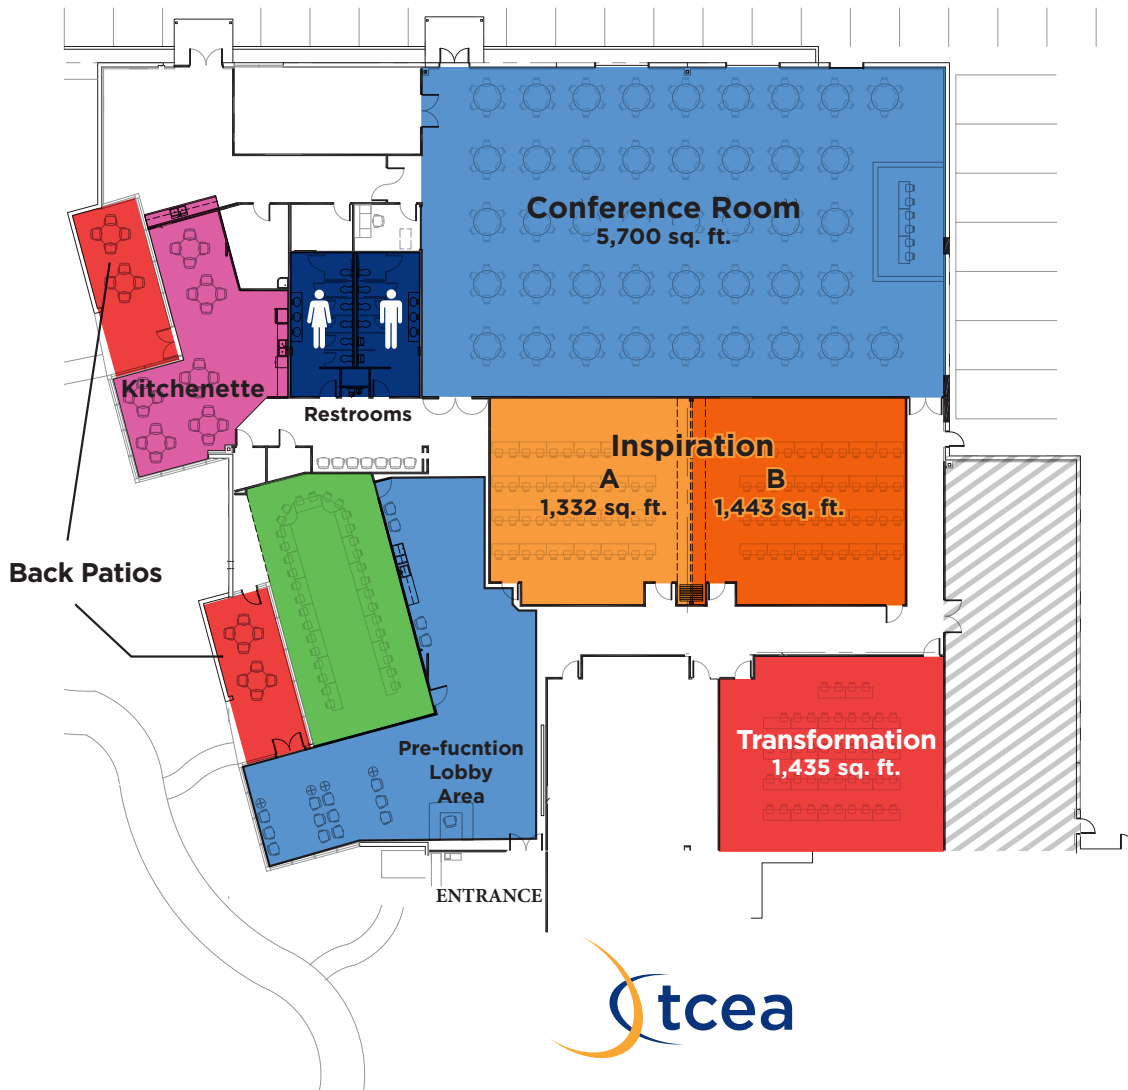 Conference Room
5,700 sq. ft.
Kitchenette
Restrooms
Inspiration
A
1,332 sq. ft.
B
1,443 sq. ft.
Back Patios
Pre-fucntion
Lobby
Area
Transformation
1,435 sq. ft.
ENTRANCE
tcea